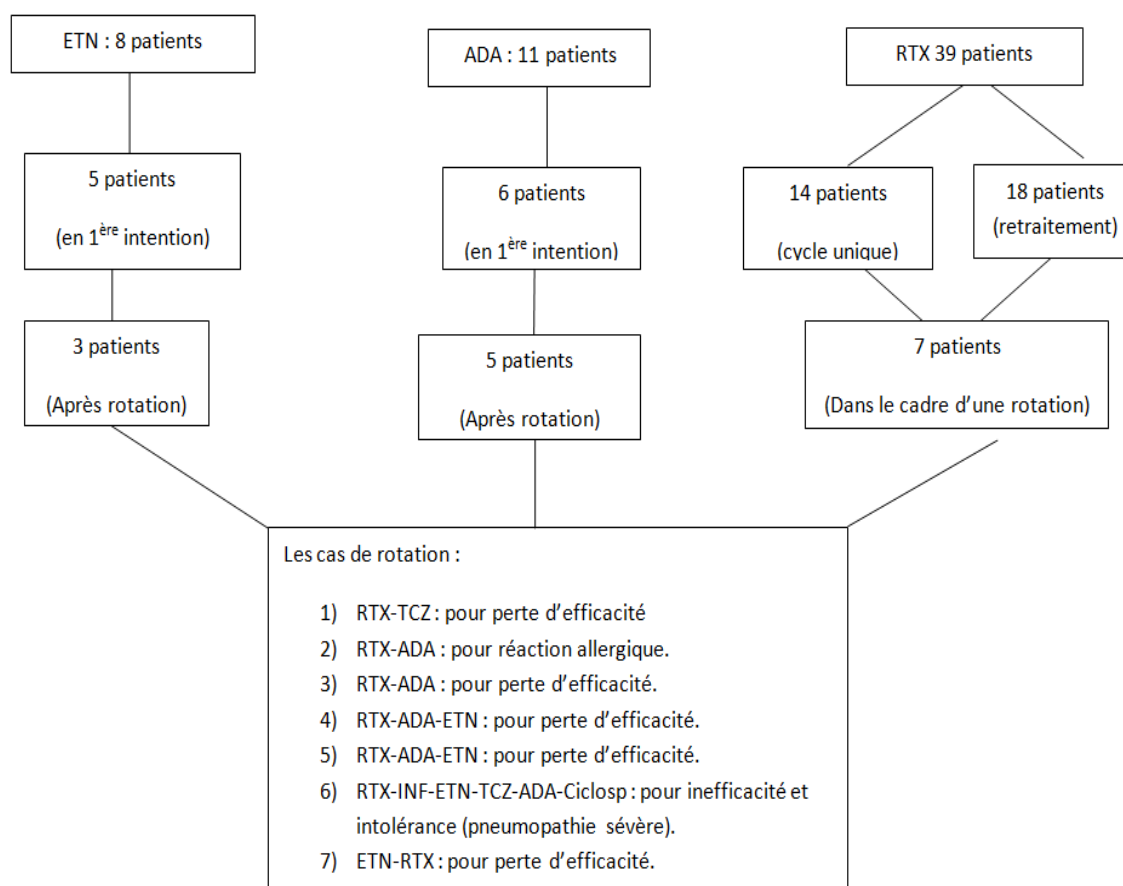 ETN : 8 patients
ADA : 11 patients
RTX 39 patients
5 patients
(en 1ère intention)
6 patients
(en 1ère intention)
14 patients
(cycle unique)
18 patients
(retraitement)
3 patients
(Après rotation)
5 patients
(Après rotation)
7 patients
(Dans le cadre d’une rotation)
Les cas de rotation :
1) RTX-TCZ : pour perte d’efficacité
2) RTX-ADA : pour réaction allergique.
3) RTX-ADA : pour perte d’efficacité.
4) RTX-ADA-ETN : pour perte d’efficacité.
5) RTX-ADA-ETN : pour perte d’efficacité.
6) RTX-INF-ETN-TCZ-ADA-Ciclosp : pour inefficacité et
intolérance (pneumopathie sévère).
7) ETN-RTX : pour perte d’efficacité.